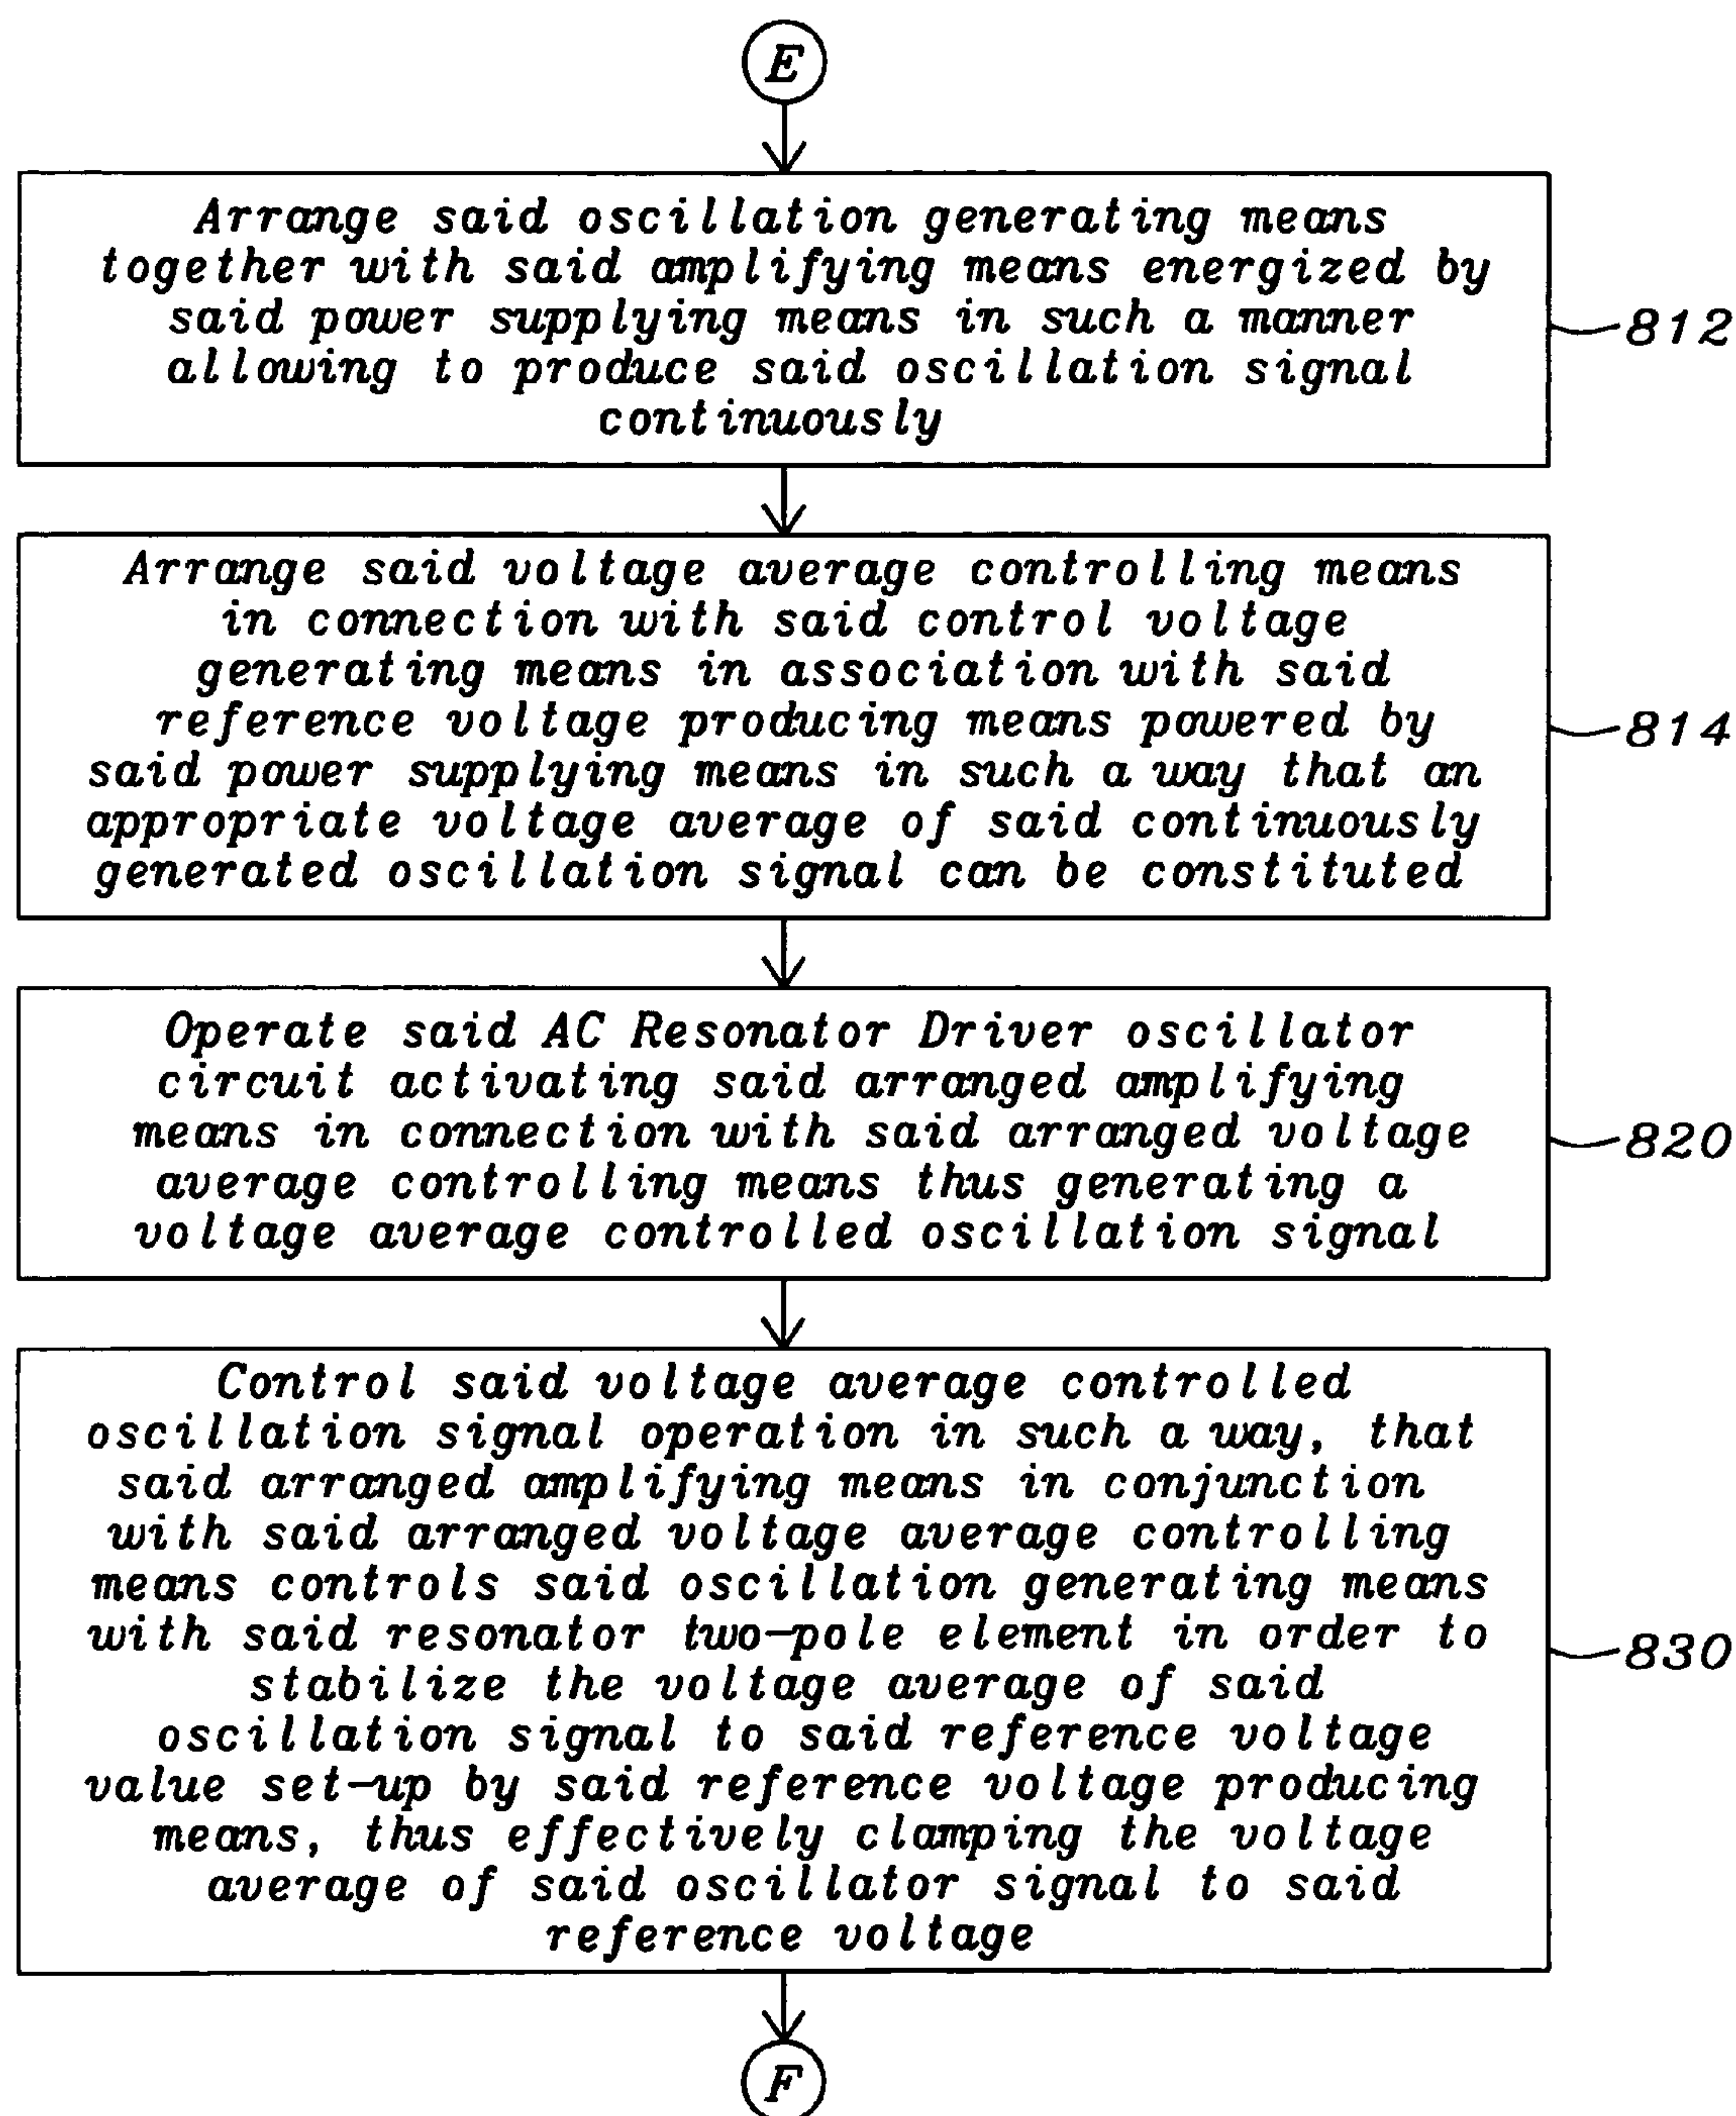 E
Arrange said oscillation generating means
together with said amplifying means energized by
said power supplying means in such a manner
allowing to produce said oscillation signal
continuously
812
Arrange said voltage average controlling means
in connection with said control voltage
generating means in association with said
reference voltage producing means powered by
said power supplying means in such a way that an
appropriate voltage average of said continuously
generated oscillation signal can be constituted
814
Operate said AC Resonator Driver oscillator
circuit activating said arranged amplifying
means in connection with said arranged voltage
average controlling means thus generating a
voltage average controlled oscillation signal
820
Control said voltage average controlled
oscillation signal operation in such a way, that
said arranged amplifying means in conjunction
with said arranged voltage average controlling
means controls said oscillation generating means
with said resonator two-pole element in order to
stabilize the voltage average of said
oscillation signal to said reference voltage
value set-up by said reference voltage producing
means, thus effectively clamping the voltage
average of said oscillator signal to said
reference voltage
830
F